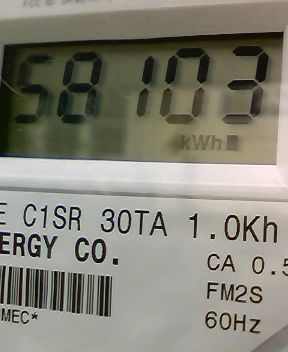 58103
kWh
E C1SR 30TA 1.0Kh
ERGY CO.
CA 0.5
FM2S
MEC*
60Hz